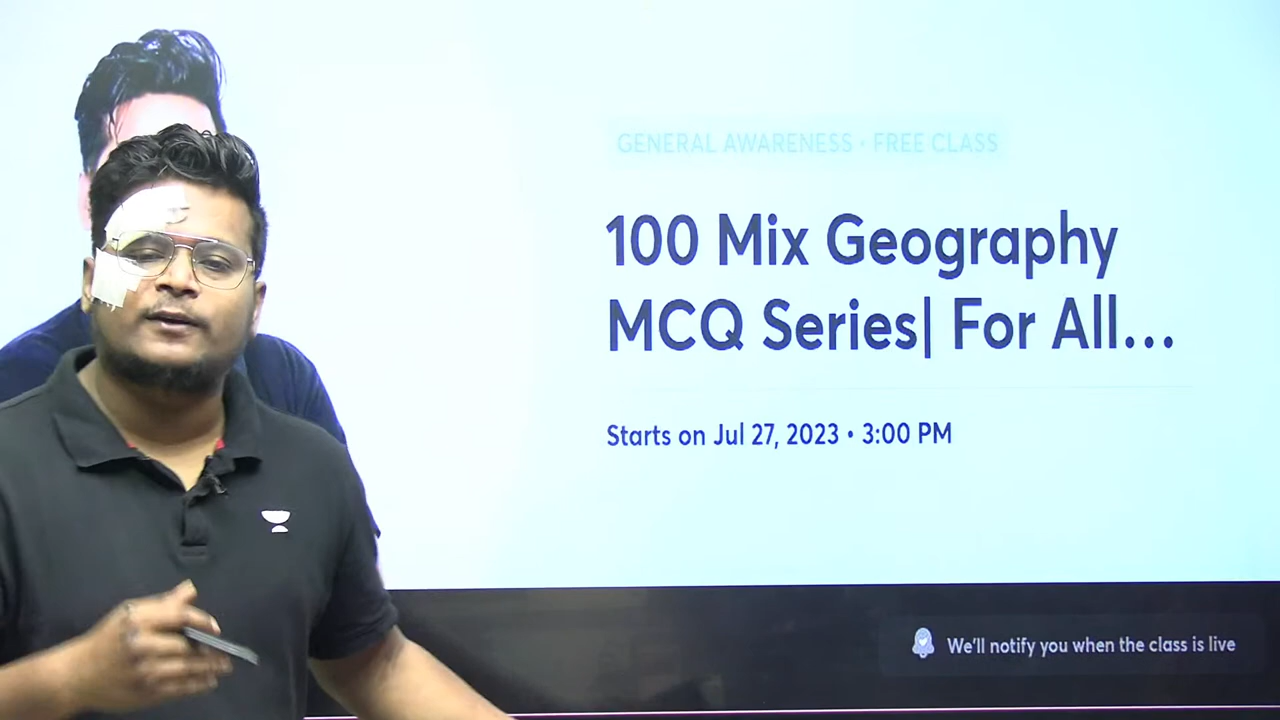 GENERAL AWARENESS • FREE CLASS
100 Mix Geography
MCQ Series| For All...
Starts on Jul 27, 2023 • 3:00 PM
We'll notify you when the class is live